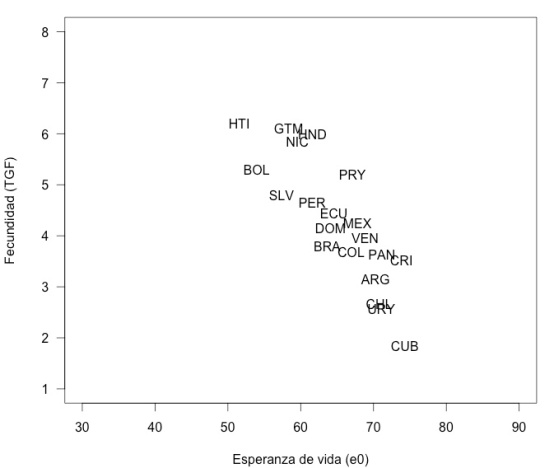 8
7
6
5
4
3
2
1
Fecundidad (TGF)
HTI
GTM
HND
NIC
BOL
PRY
SLV
PER
ECU
MEX
DOM
VEN
BRA
COL
PAN
CRI
ARG
CHL
URY
CUB
30 40 50 60 70 80 90
Esperanza de vida (e0)